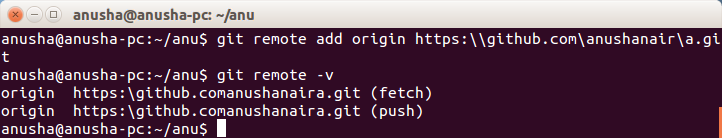 anusha@anusha-pc: ~/anu
anusha@anusha-pc:~/anu$ git remote add origin https:\\github.com\anushanair\a.gi
t
anusha@anusha-pc:~/anu$ git remote -v
origin  https:\github.comanushanaira.git (fetch)
origin  https:\github.comanushanaira.git (push)
anusha@anusha-pc:~/anu$